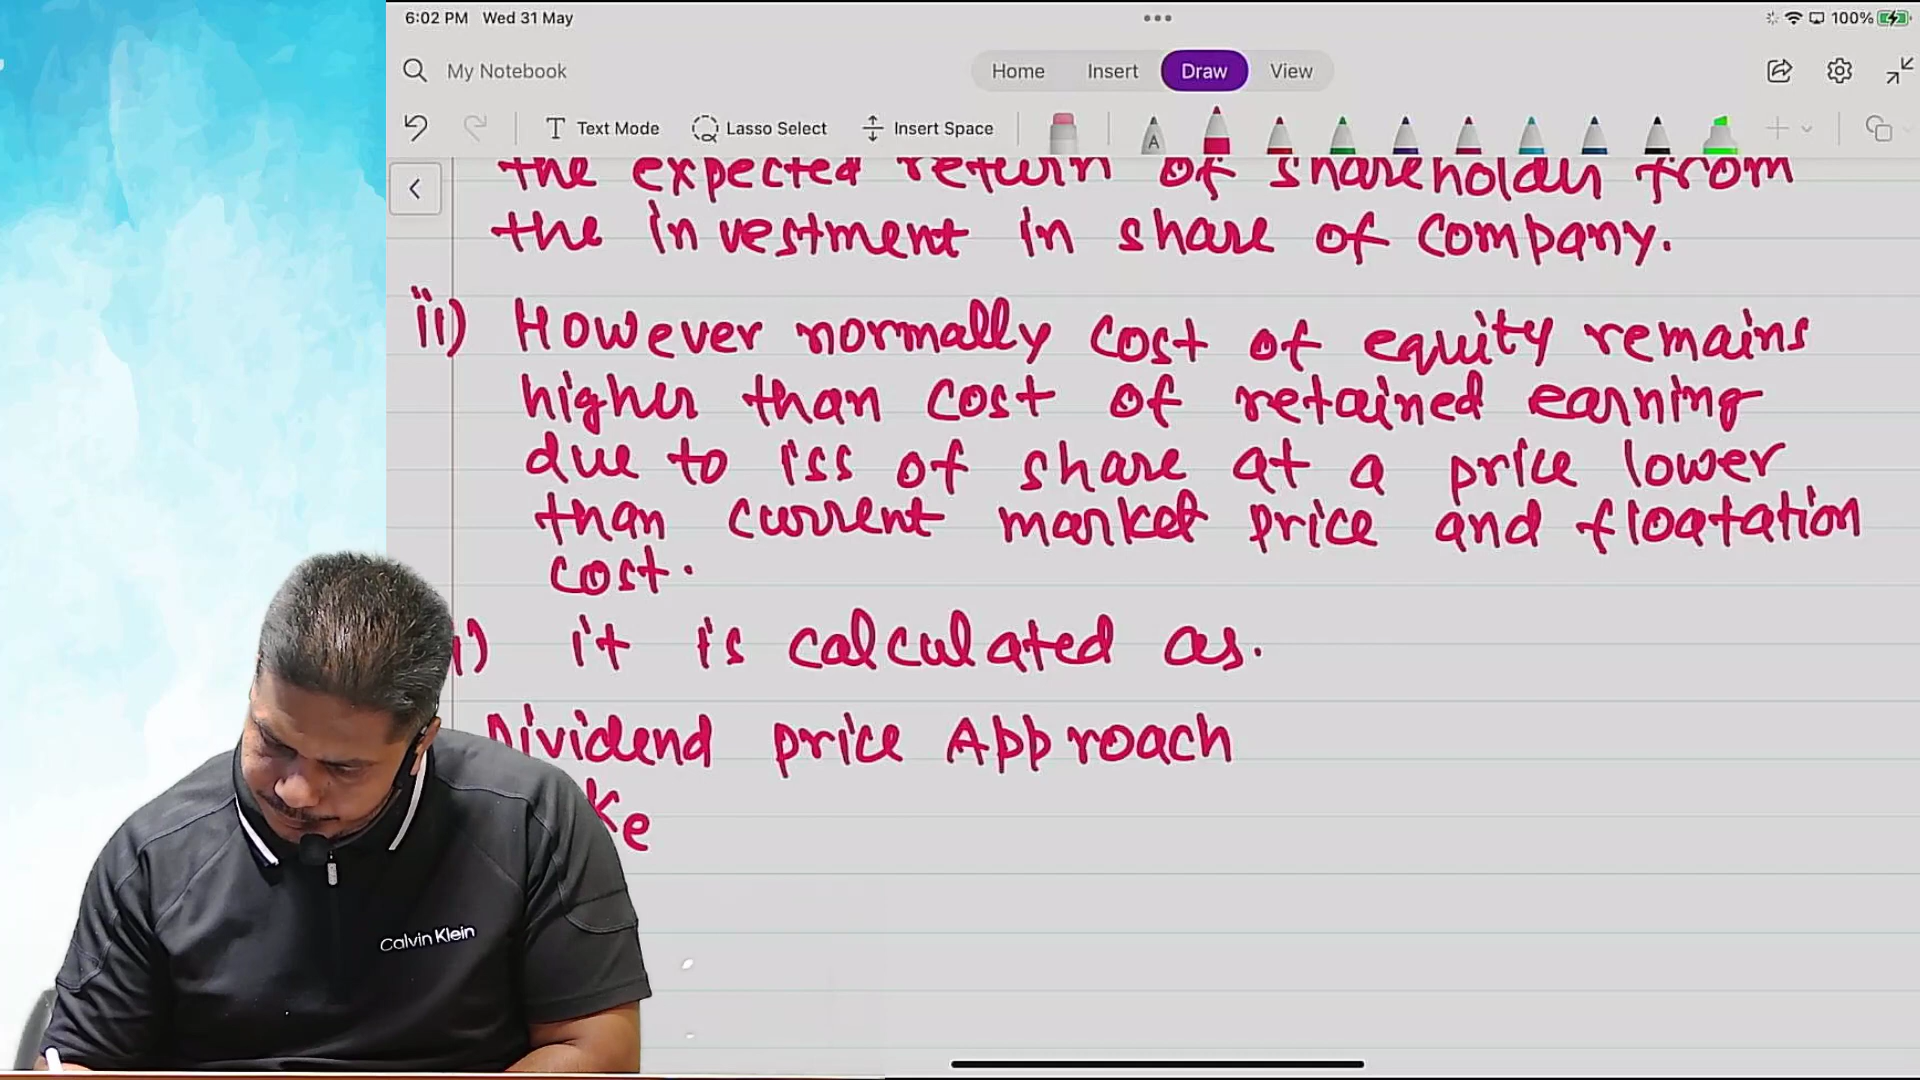 6:02 PM Wed 31 May
100%
My Notebook
Home Insert Draw View
Text Mode Lasso Select Insert Space
A
the expected return of shareholder from
the investment in share of company.
ii) However normally cost of equity remains
higher than cost of retained earning
due to iss of share at a price lower
than current market price and floatation
cost.
i) it is calculated as.
Dividend price Approach
Ke
Calvin Klein